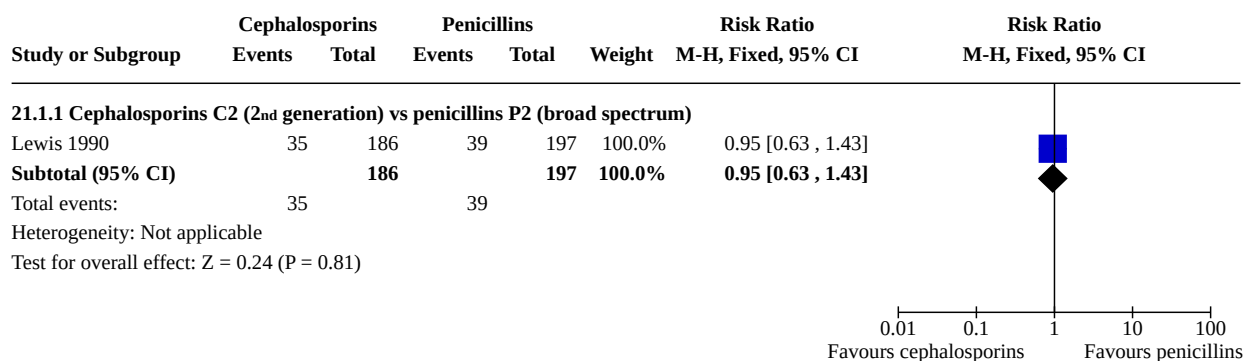 Cephalosporins Penicillins Risk Ratio Risk Ratio
Study or Subgroup Events Total Events Total Weight M-H, Fixed, 95% CI M-H, Fixed, 95% CI
21.1.1 Cephalosporins C2 (2nd generation) vs penicillins P2 (broad spectrum)
Lewis 1990 35 186 39 197 100.0% 0.95 [0.63 , 1.43]
Subtotal (95% CI) 186 197 100.0% 0.95 [0.63 , 1.43]
Total events: 35 39
Heterogeneity: Not applicable
Test for overall effect: Z = 0.24 (P = 0.81)
0.01 0.1 1 10 100
Favours cephalosporins Favours penicillins